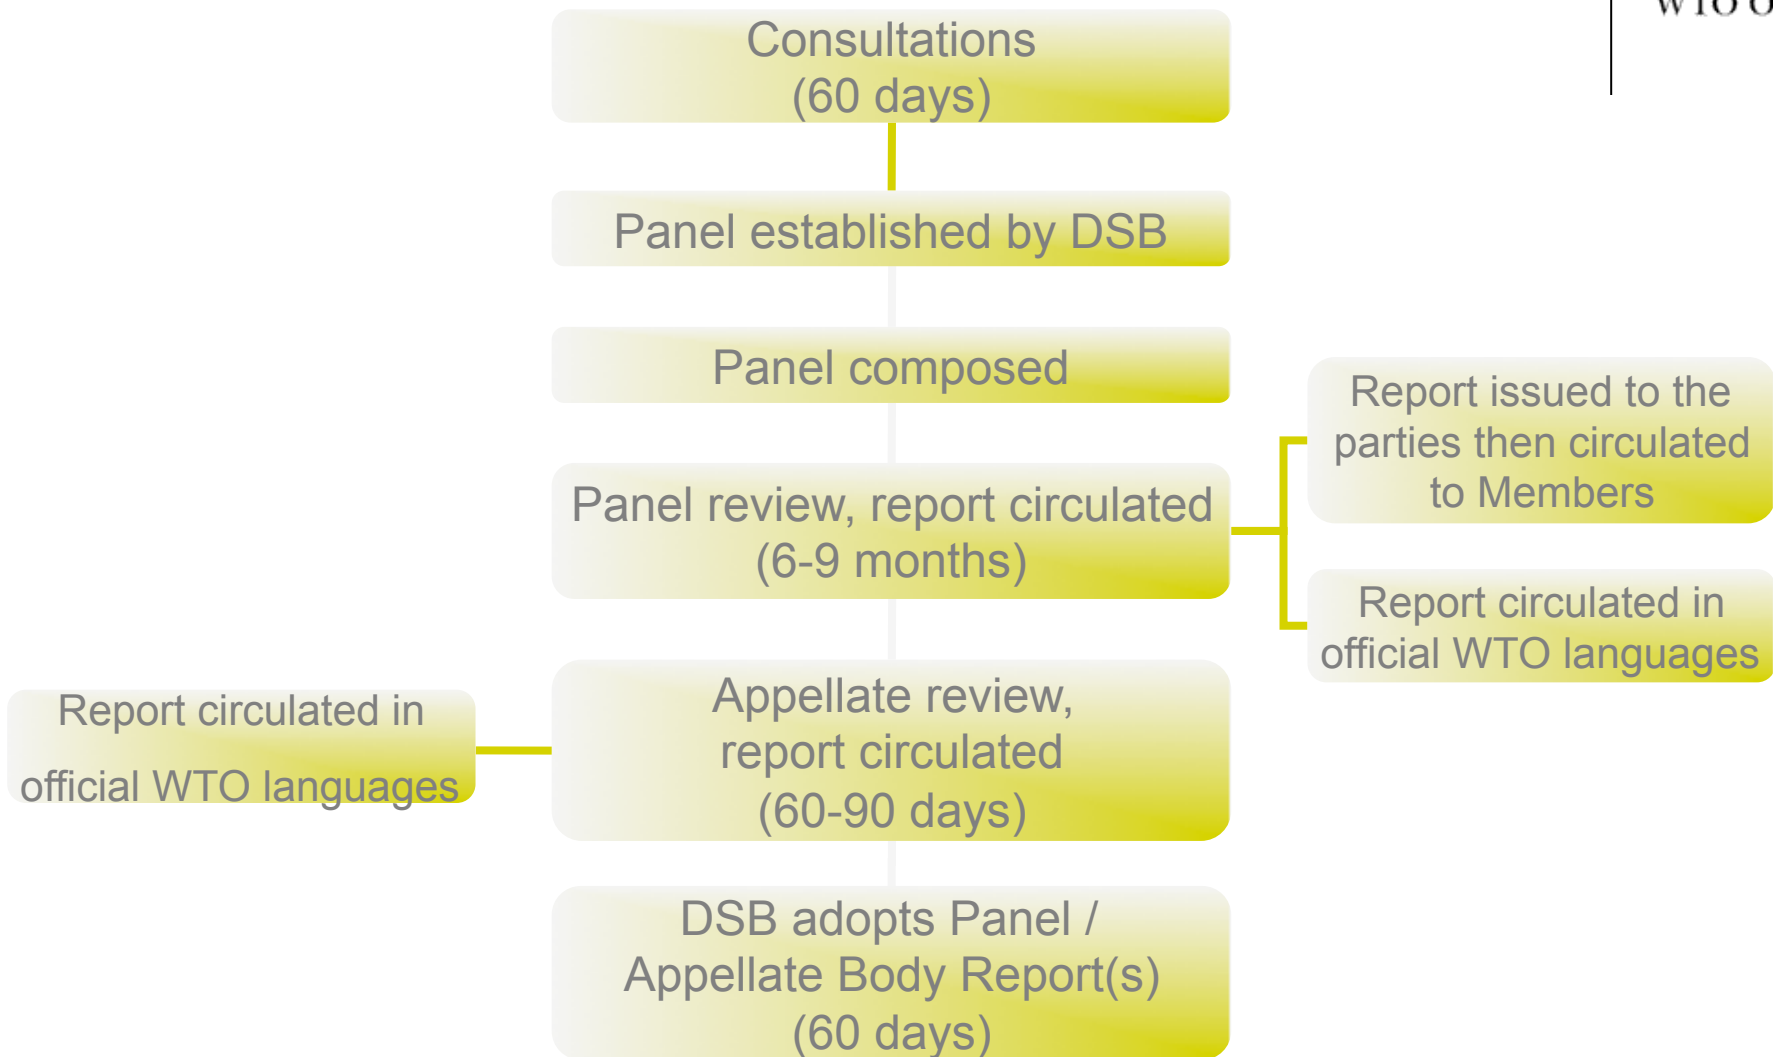 WTO O
Consultations
(60 days)
Panel established by DSB
Panel composed
Panel review, report circulated
(6-9 months)
Report issued to the
parties then circulated
to Members
Report circulated in
official WTO languages
Appellate review,
report circulated
(60-90 days)
Report circulated in
official WTO languages
DSB adopts Panel /
Appellate Body Report(s)
(60 days)